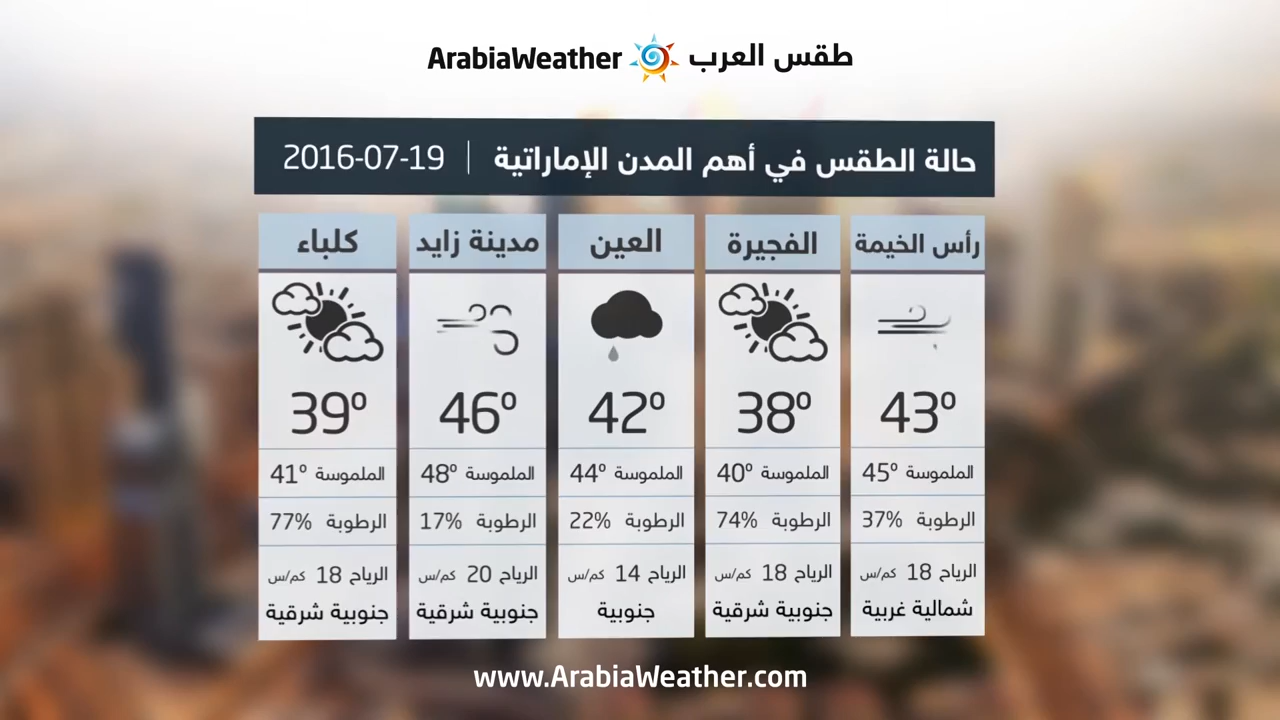 طقس العرب ArabiaWeather
حالة الطقس في أهم المدن الإماراتية | 2016-07-19
رأس الخيمة
43º
الملموسة 45º
الرطوبة 37%
الرياح 18 كم/س
شمالية غربية
الفجيرة
38º
الملموسة 40º
الرطوبة 74%
الرياح 18 كم/س
جنوبية شرقية
العين
42º
الملموسة 44º
الرطوبة 22%
الرياح 14 كم/س
جنوبية
مدينة زايد
46º
الملموسة 48º
الرطوبة 17%
الرياح 20 كم/س
جنوبية شرقية
كلباء
39º
الملموسة 41º
الرطوبة 77%
الرياح 18 كم/س
جنوبية شرقية
www.ArabiaWeather.com